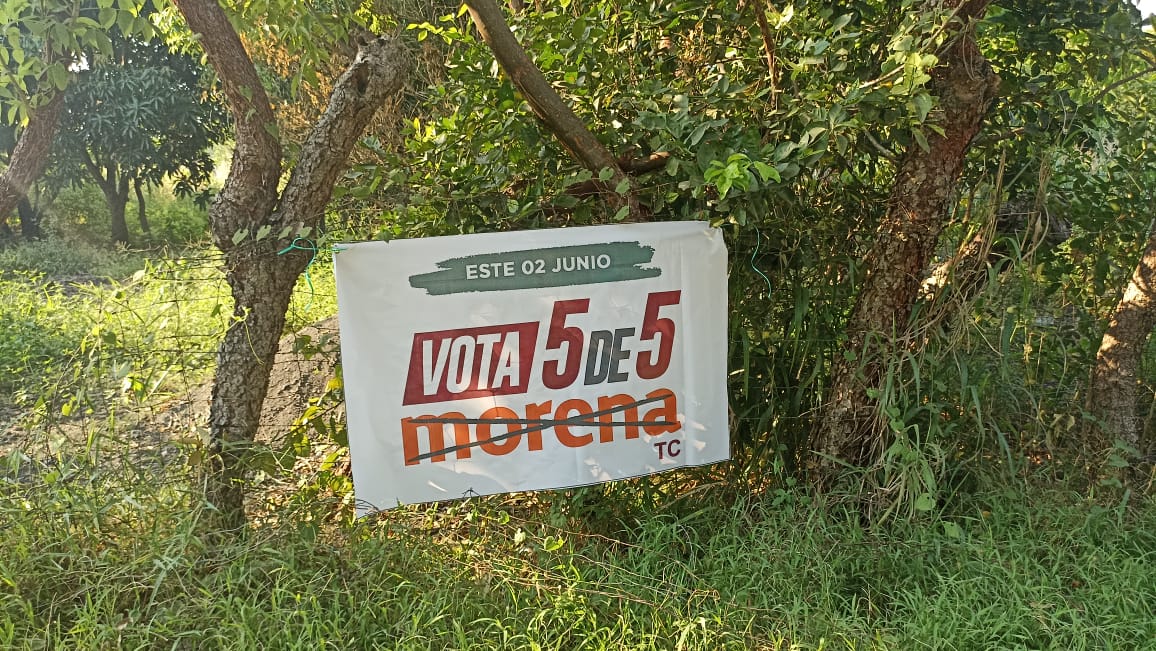 ESTE 02 JUNIO
VOTA 5 DE 5
morena
TC